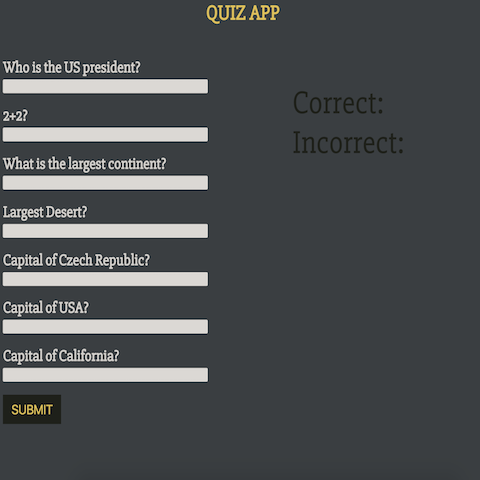 QUIZ APP
Who is the US president?
2+2?
What is the largest continent?
Largest Desert?
Capital of Czech Republic?
Capital of USA?
Capital of California?
SUBMIT
Correct:
Incorrect: